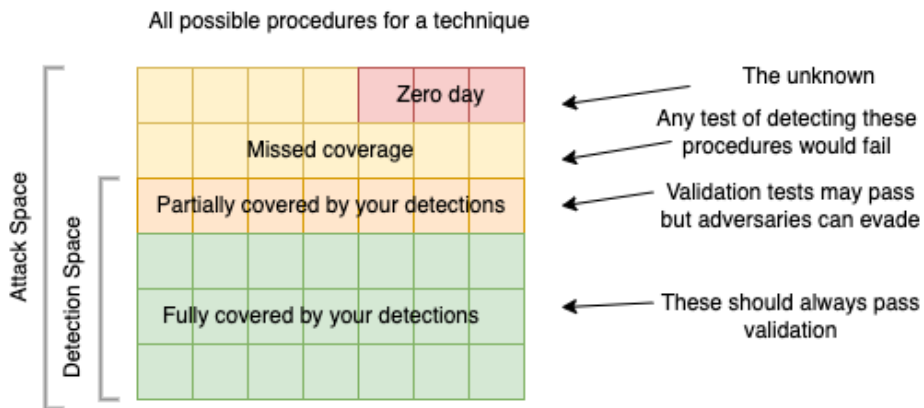 All possible procedures for a technique
Attack Space
Detection Space
Zero day
The unknown
Missed coverage
Any test of detecting these
procedures would fail
Partially covered by your detections
Validation tests may pass
but adversaries can evade
Fully covered by your detections
These should always pass
validation